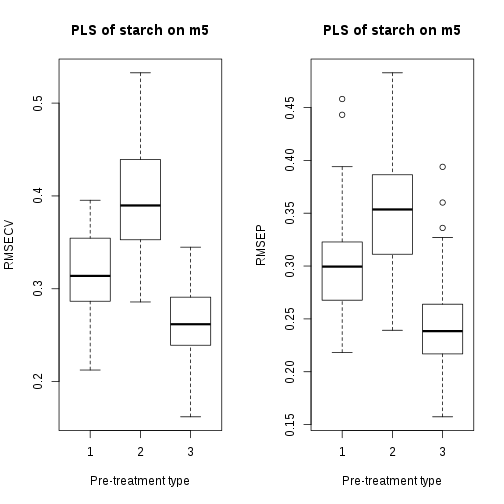 PLS of starch on m5
RMSECV
0.5
0.4
0.3
0.2
1 2 3
Pre-treatment type
PLS of starch on m5
RMSEP
0.45
0.40
0.35
0.30
0.25
0.20
0.15
1 2 3
Pre-treatment type